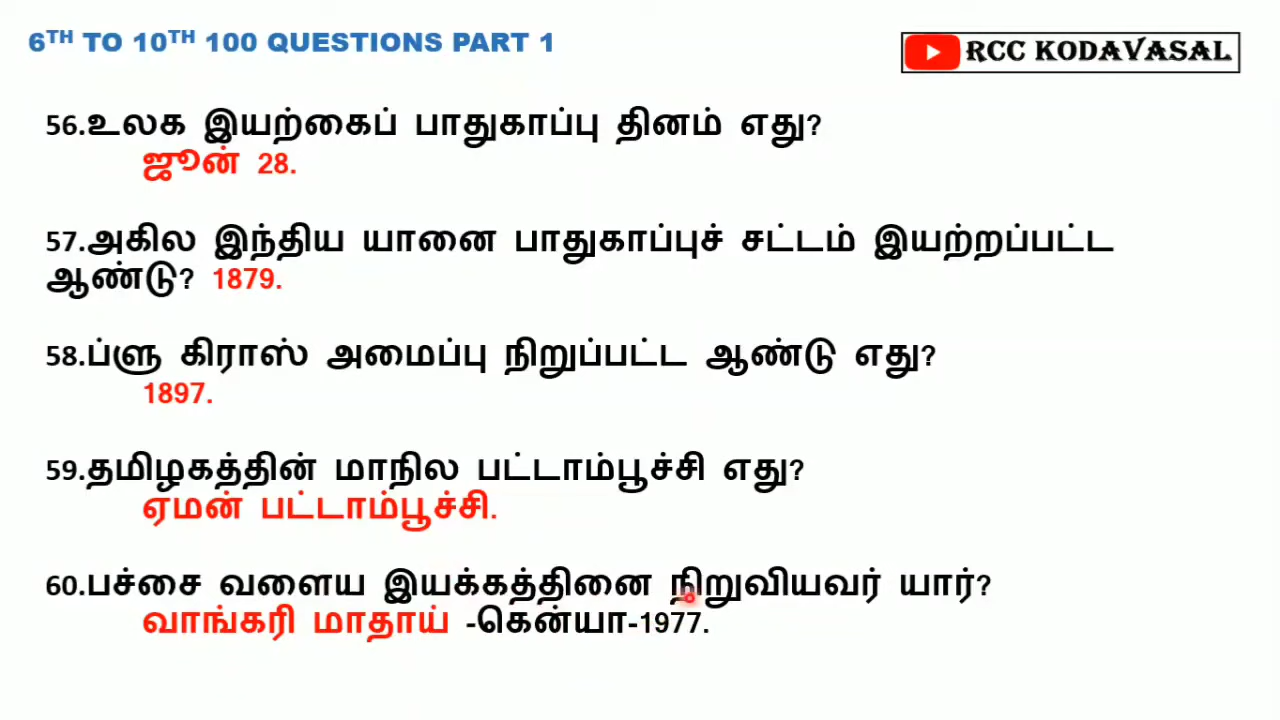 6TH TO 10TH 100 QUESTIONS PART 1
RCC KODAVASAL
56.உலக இயற்கைப் பாதுகாப்பு தினம் எது?
ஜூன் 28.
57.அகில இந்திய யானை பாதுகாப்புச் சட்டம் இயற்றப்பட்ட
ஆண்டு? 1879.
58.ப்ளு கிராஸ் அமைப்பு நிறுப்பட்ட ஆண்டு எது?
1897.
59.தமிழகத்தின் மாநில பட்டாம்பூச்சி எது?
ஏமன் பட்டாம்பூச்சி.
60.பச்சை வளைய இயக்கத்தினை நிறுவியவர் யார்?
வாங்கரி மாதாய் -கென்யா-1977.